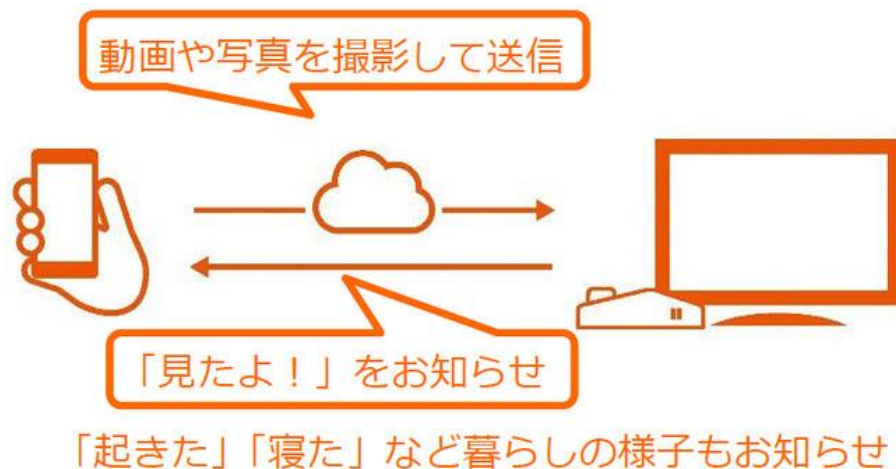 動画や写真を撮影して送信
「見たよ！」をお知らせ
「起きた」「寝た」など暮らしの様子もお知らせ